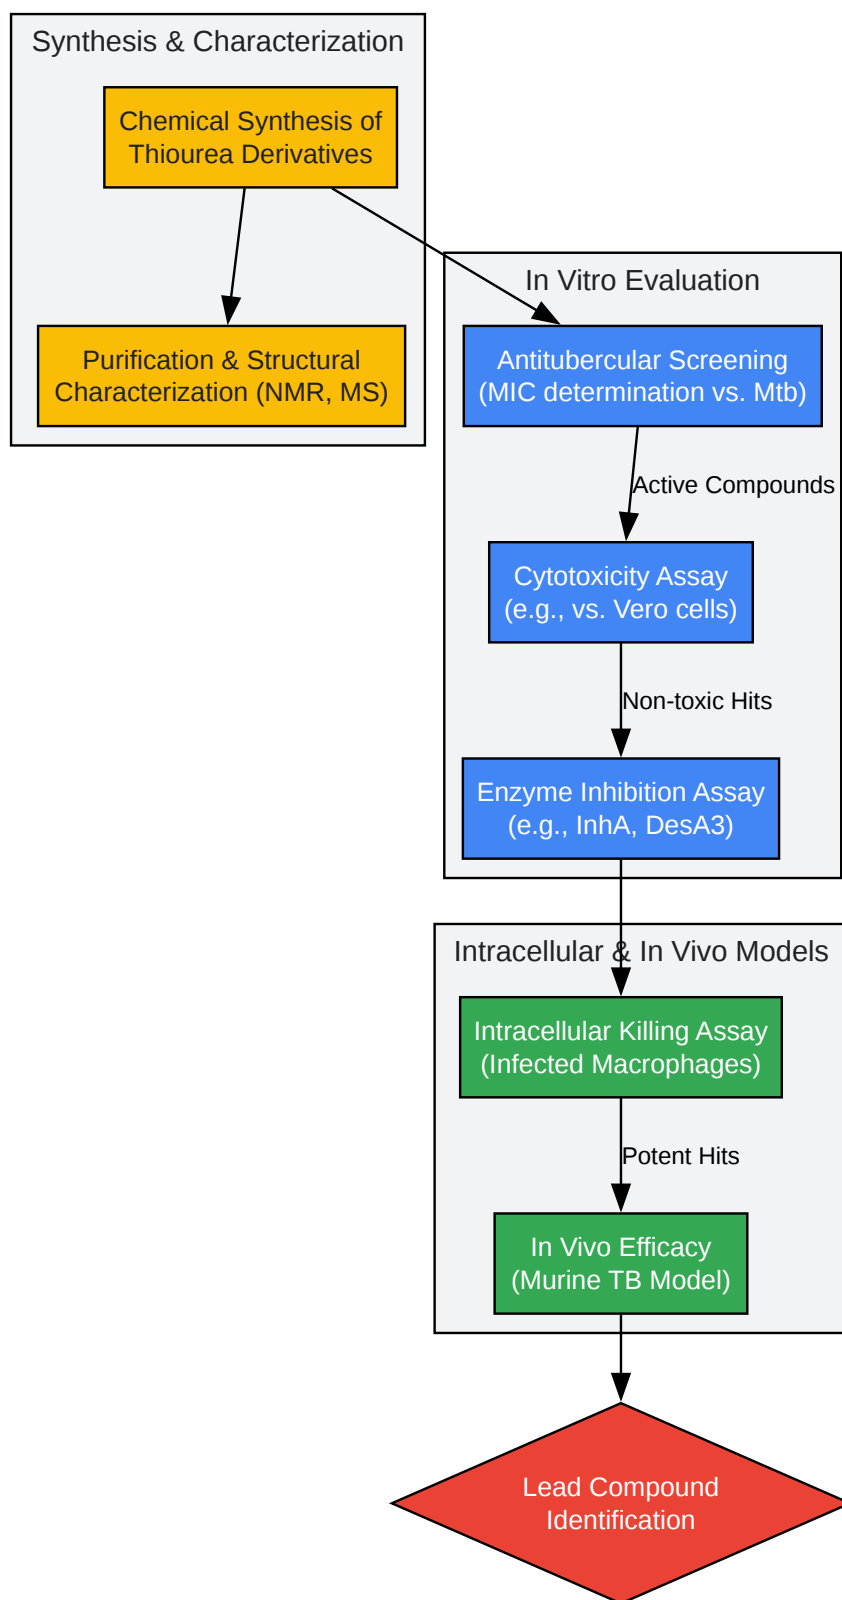 Synthesis & Characterization
Chemical Synthesis of
Thiourea Derivatives
Purification & Structural
Characterization (NMR, MS)
In Vitro Evaluation
Antitubercular Screening
(MIC determination vs. Mtb)
Active Compounds
Cytotoxicity Assay
(e.g., vs. Vero cells)
Non-toxic Hits
Enzyme Inhibition Assay
(e.g., InhA, DesA3)
Intracellular & In Vivo Models
Intracellular Killing Assay
(Infected Macrophages)
Potent Hits
In Vivo Efficacy
(Murine TB Model)
Lead Compound
Identification